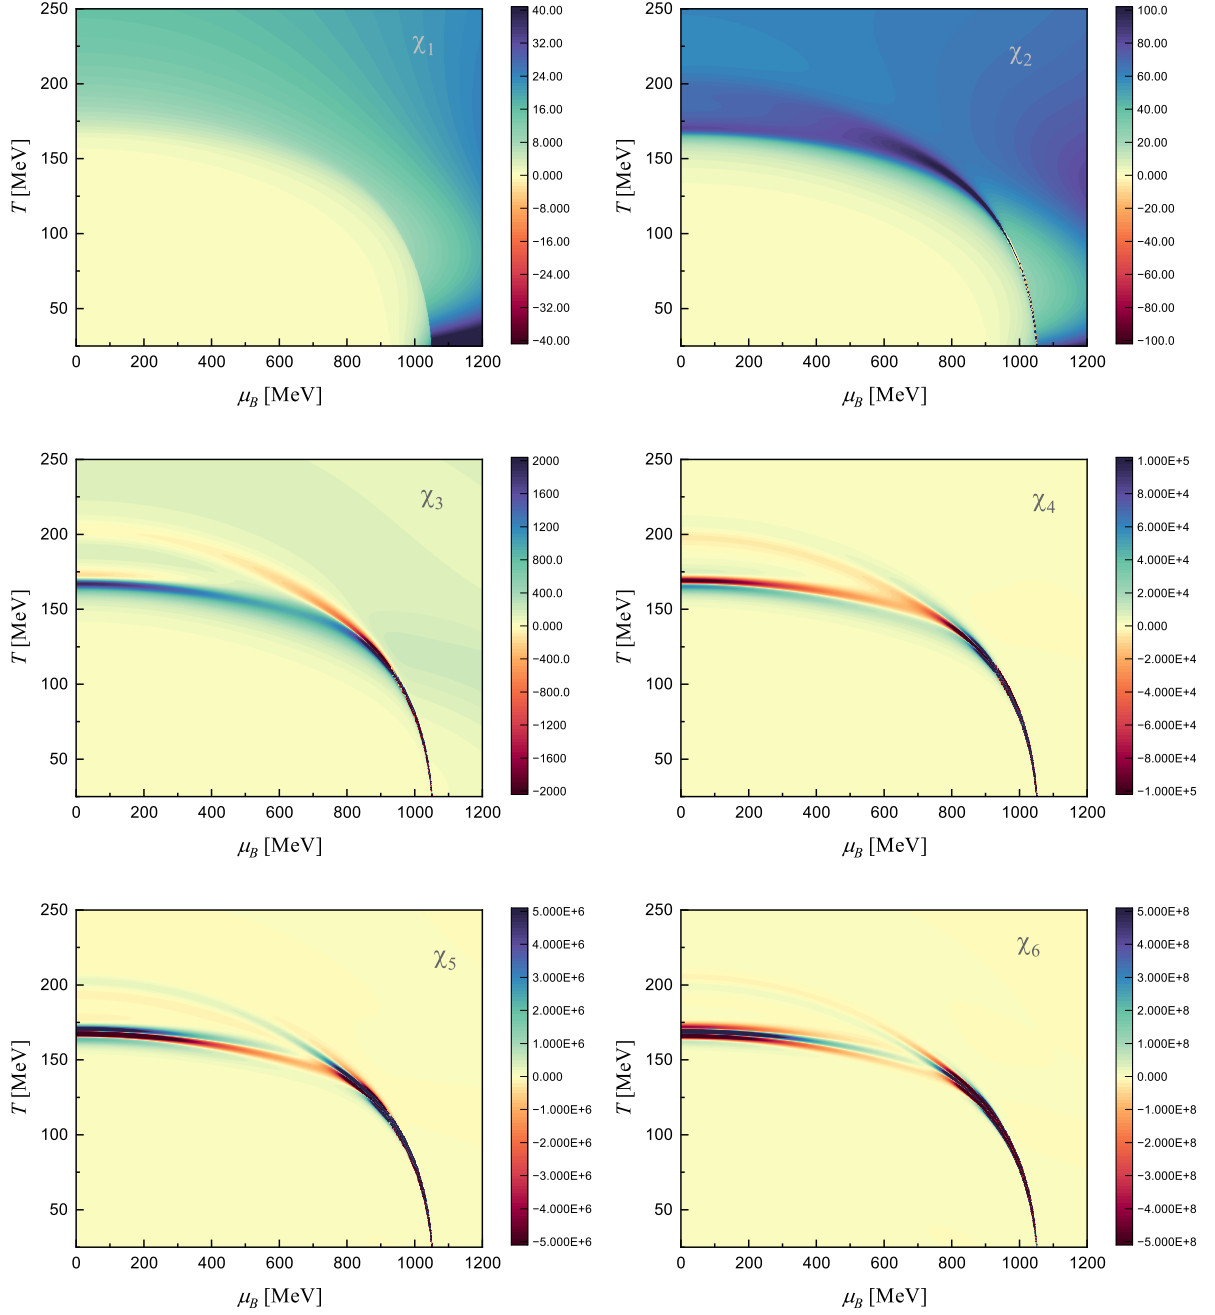 250
200
150
100
50
0 200 400 600 800 1000 1200
T [MeV]
μB [MeV]
χ1
40.00
32.00
24.00
16.00
8.000
0.000
−8.000
−16.00
−24.00
−32.00
−40.00
250
200
150
100
50
0 200 400 600 800 1000 1200
T [MeV]
μB [MeV]
χ2
100.0
80.00
60.00
40.00
20.00
0.000
−20.00
−40.00
−60.00
−80.00
−100.0
250
200
150
100
50
0 200 400 600 800 1000 1200
T [MeV]
μB [MeV]
χ3
2000
1600
1200
800.0
400.0
0.000
−400.0
−800.0
−1200
−1600
−2000
250
200
150
100
50
0 200 400 600 800 1000 1200
T [MeV]
μB [MeV]
χ4
1.000E+5
8.000E+4
6.000E+4
4.000E+4
2.000E+4
0.000
−2.000E+4
−4.000E+4
−6.000E+4
−8.000E+4
−1.000E+5
250
200
150
100
50
0 200 400 600 800 1000 1200
T [MeV]
μB [MeV]
χ5
5.000E+6
4.000E+6
3.000E+6
2.000E+6
1.000E+6
0.000
−1.000E+6
−2.000E+6
−3.000E+6
−4.000E+6
−5.000E+6
250
200
150
100
50
0 200 400 600 800 1000 1200
T [MeV]
μB [MeV]
χ6
5.000E+8
4.000E+8
3.000E+8
2.000E+8
1.000E+8
0.000
−1.000E+8
−2.000E+8
−3.000E+8
−4.000E+8
−5.000E+8